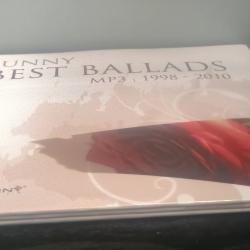 UNNY
BEST BALLADS
MP3 : 1998 - 2010